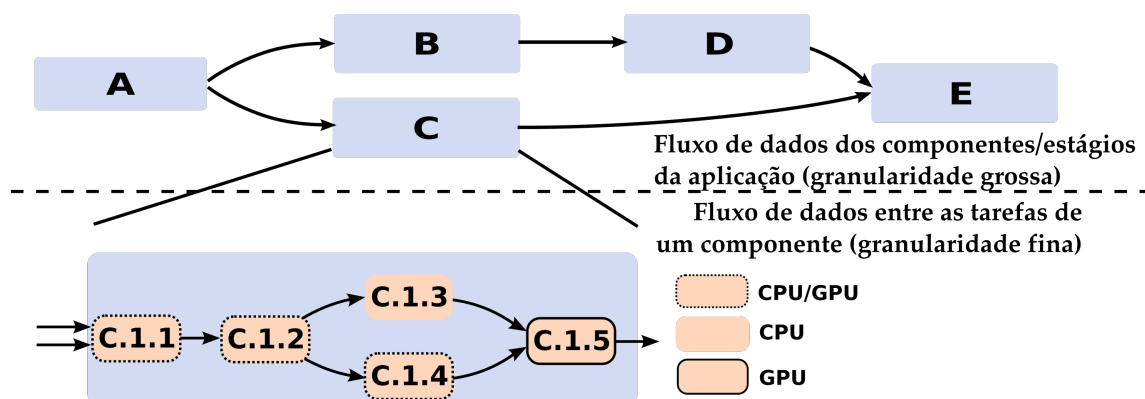 A
B
D
E
C
Fluxo de dados dos componentes/estágios
da aplicação (granularidade grossa)
Fluxo de dados entre as tarefas de
um componente (granularidade fina)
C.1.1
C.1.2
C.1.3
C.1.4
C.1.5
CPU/GPU
CPU
GPU